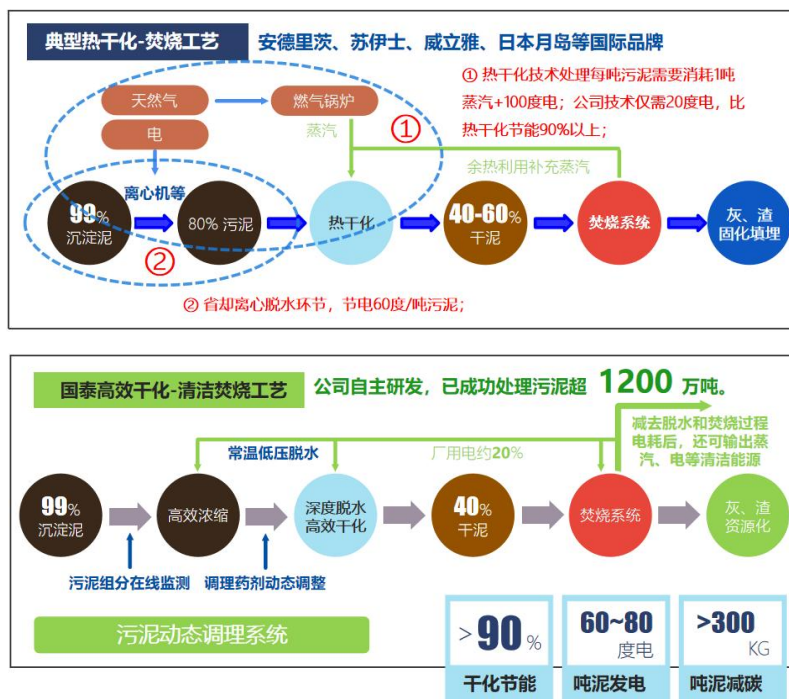 典型热干化-焚烧工艺
安德里茨、苏伊士、威立雅、日本月岛等国际品牌
① 热干化技术处理每吨污泥需要消耗1吨
蒸汽+100度电；公司技术仅需20度电，比
热干化节能90%以上；
天然气
燃气锅炉
电
蒸汽
①
余热利用补充蒸汽
离心机等
99%
沉淀泥
80% 污泥
热干化
40-60%
干泥
焚烧系统
灰、渣
固化填埋
②
② 省却离心脱水环节，节电60度/吨污泥；
国泰高效干化-清洁焚烧工艺
公司自主研发，已成功处理污泥超 1200 万吨。
减去脱水和焚烧过程
电耗后，还可输出蒸
汽、电等清洁能源
常温低压脱水
厂用电约20%
99%
沉淀泥
高效浓缩
深度脱水
高效干化
40%
干泥
焚烧系统
灰、渣
资源化
污泥组分在线监测
调理药剂动态调整
污泥动态调理系统
>90%
干化节能
60~80
度电
吨泥发电
>300
KG
吨泥减碳